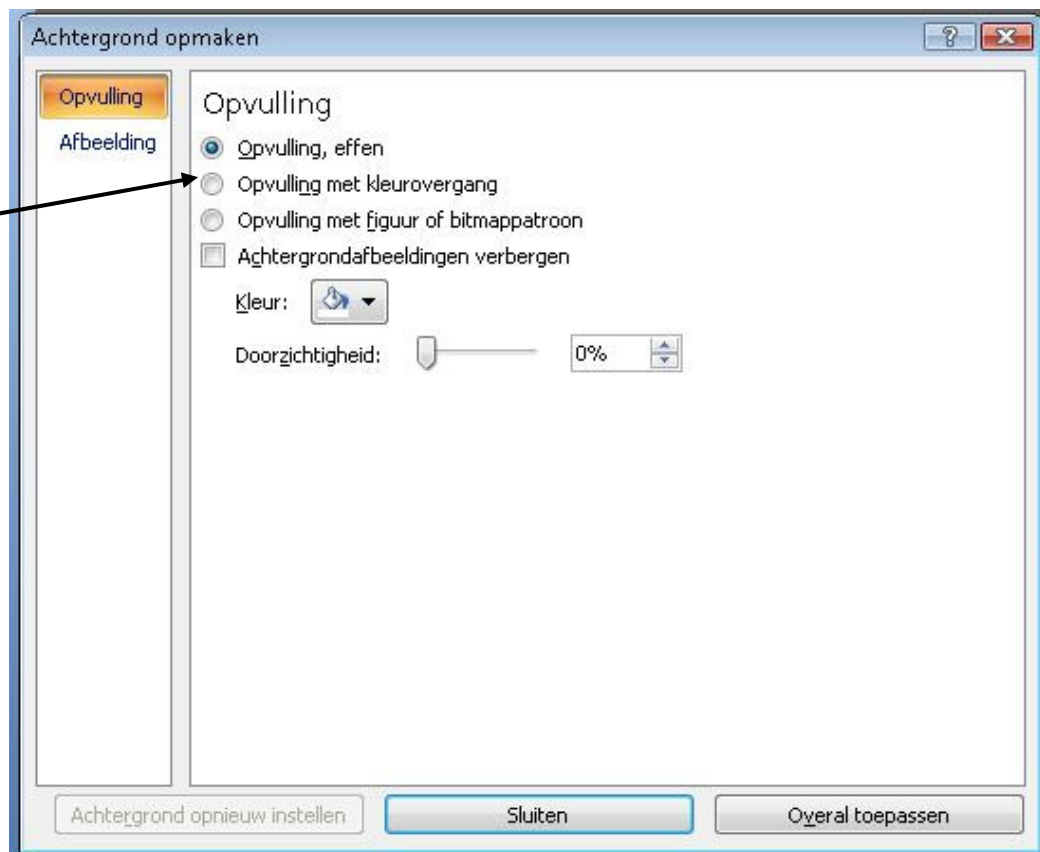 Achtergrond opmaken
Opvulling
Afbeelding
Opvulling
Opvulling, effen
Opvulling met kleurovergang
Opvulling met figuur of bitmappatroon
Achtergrondafbeeldingen verbergen
Kleur:
Doorzichtigheid: 0%
Achtergrond opnieuw instellen Sluiten Overal toepassen